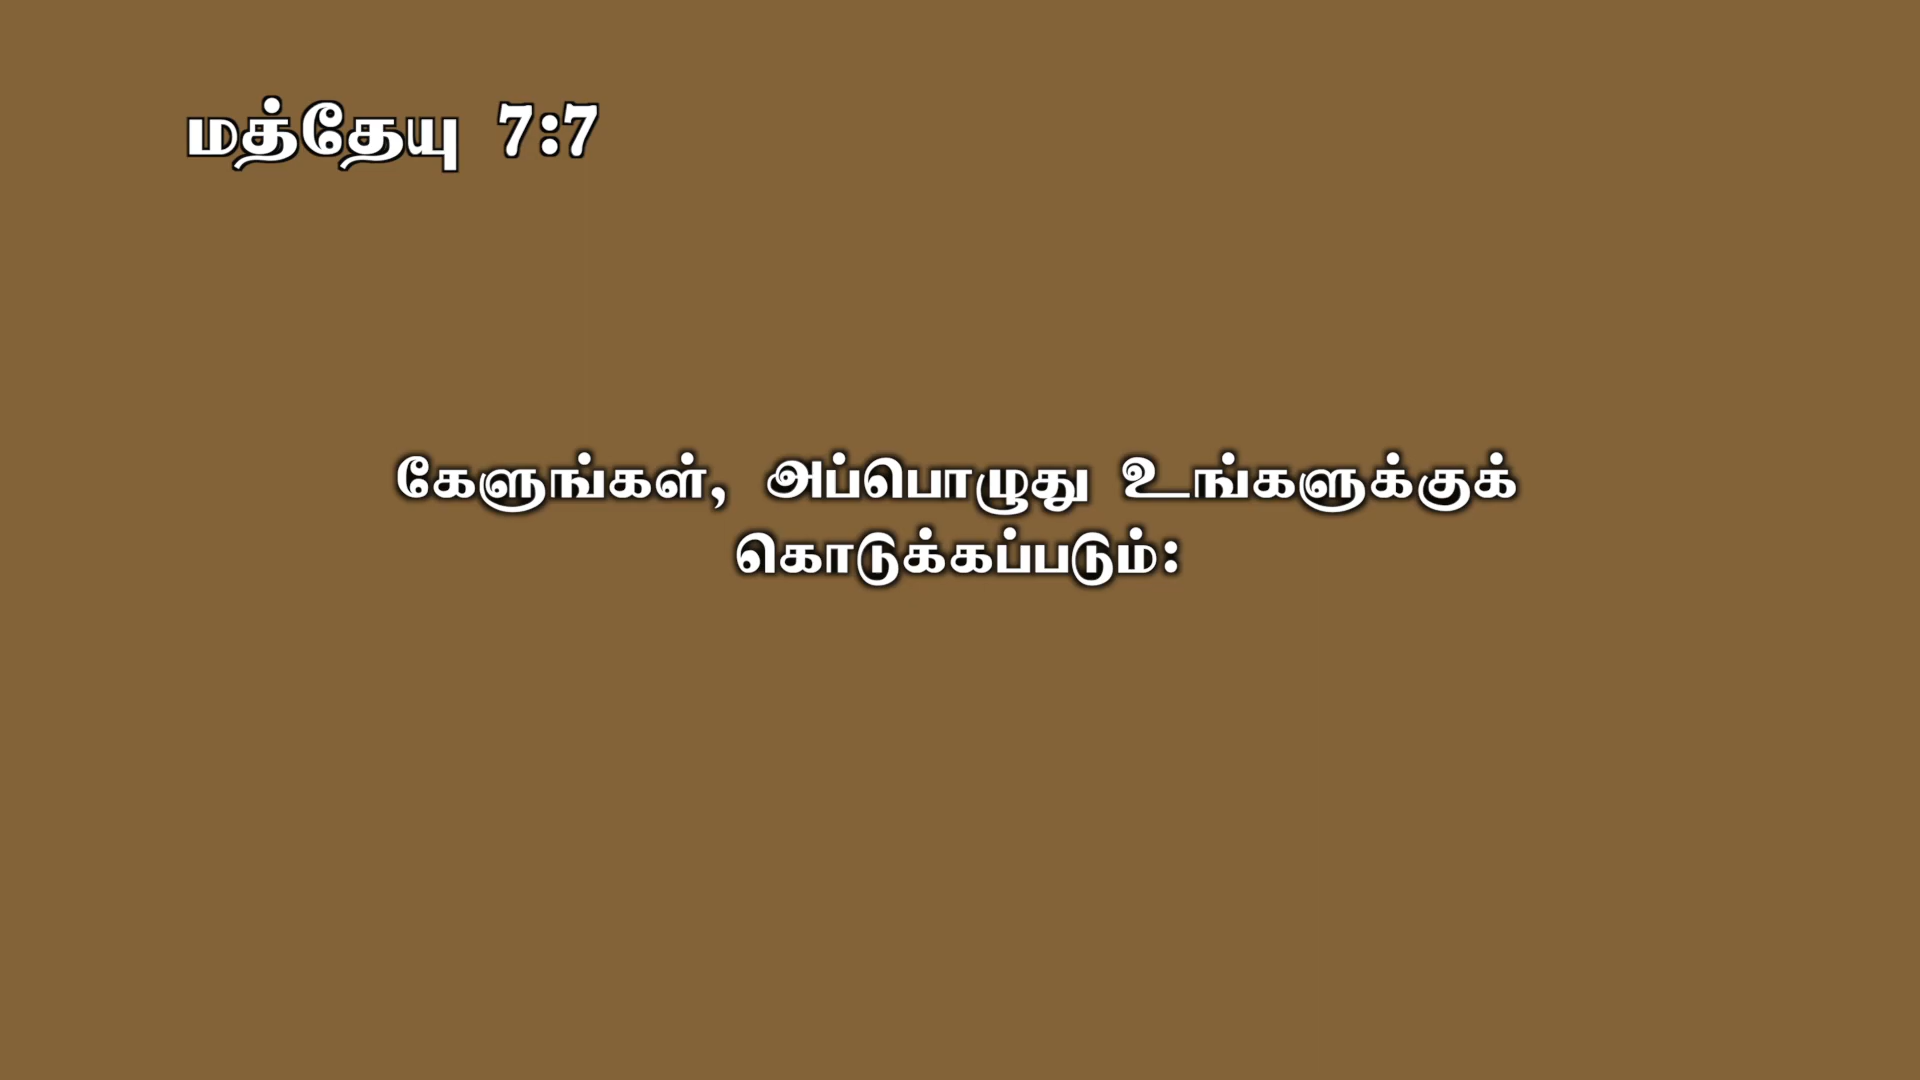 மத்தேயு 7:7
கேளுங்கள், அப்பொழுது உங்களுக்குக்
கொடுக்கப்படும்: